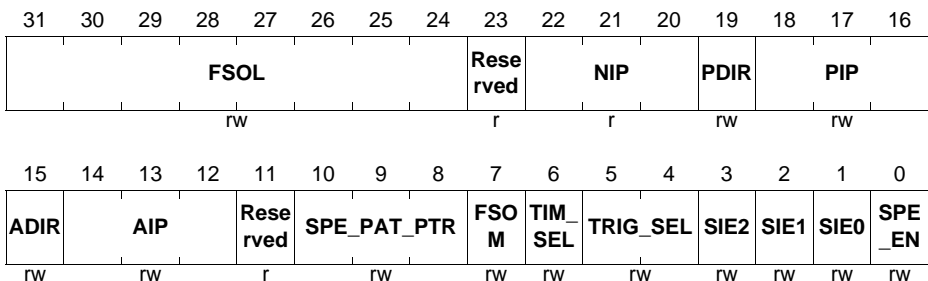 31 30 29 28 27 26 25 24 23 22 21 20 19 18 17 16
FSOL Rese rved NIP PDIR PIP
rw r r rw rw
15 14 13 12 11 10 9 8 7 6 5 4 3 2 1 0
ADIR AIP Rese rved SPE_PAT_PTR FSO M TIM_ SEL TRIG_SEL SIE2 SIE1 SIE0 SPE _EN
rw rw r rw rw rw rw rw rw rw rw